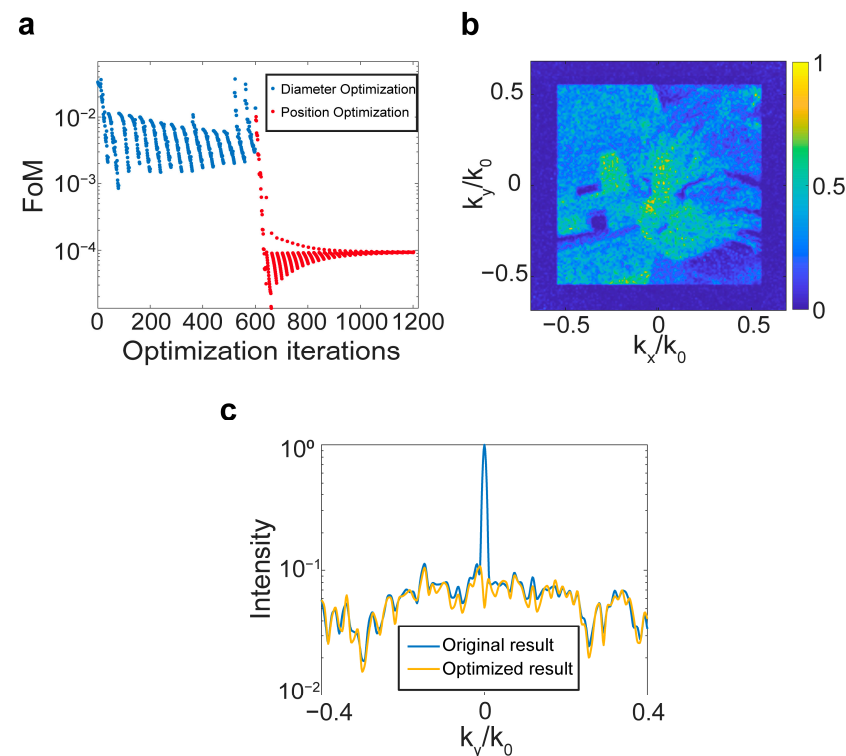 a
FoM
10⁻²
10⁻³
10⁻⁴
0 200 400 600 800 1000 1200
Optimization iterations
Diameter Optimization
Position Optimization
b
k_y/k_0
0.5
0
−0.5
−0.5 0 0.5
k_x/k_0
1
0.5
0
c
Intensity
10⁰
10⁻¹
10⁻²
Original result
Optimized result
−0.4 0 0.4
k_y/k_0